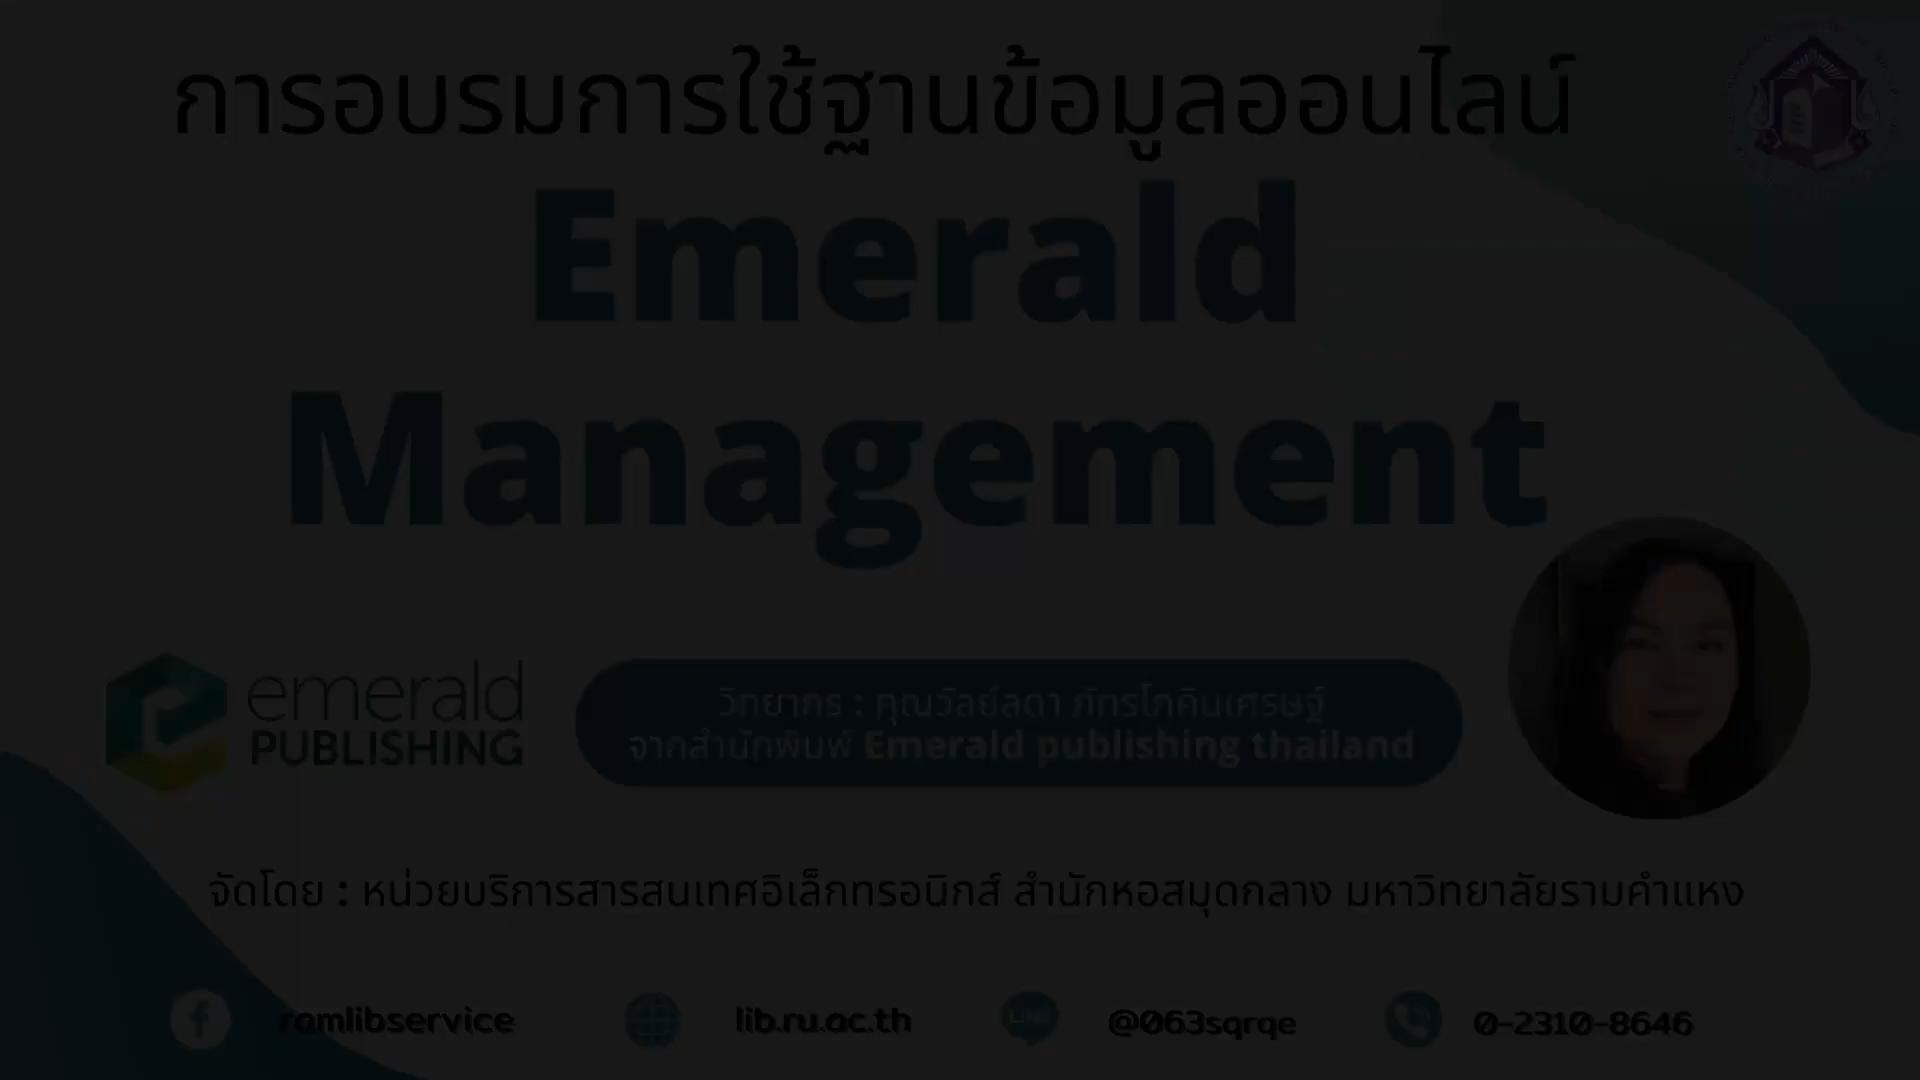 การอบรมการใช้ฐานข้อมูลออนไลน์
Emerald
Management
emerald
PUBLISHING
วิทยากร : คุณวัลย์ลดา ภัทรโภคินเศรษฐ์
จากสำนักพิมพ์ Emerald publishing thailand
จัดโดย : หน่วยบริการสารสนเทศอิเล็กทรอนิกส์ สำนักหอสมุดกลาง มหาวิทยาลัยรามคำแหง
ramlibservice
lib.ru.ac.th
LINE
@063sqrqe
0-2310-8646